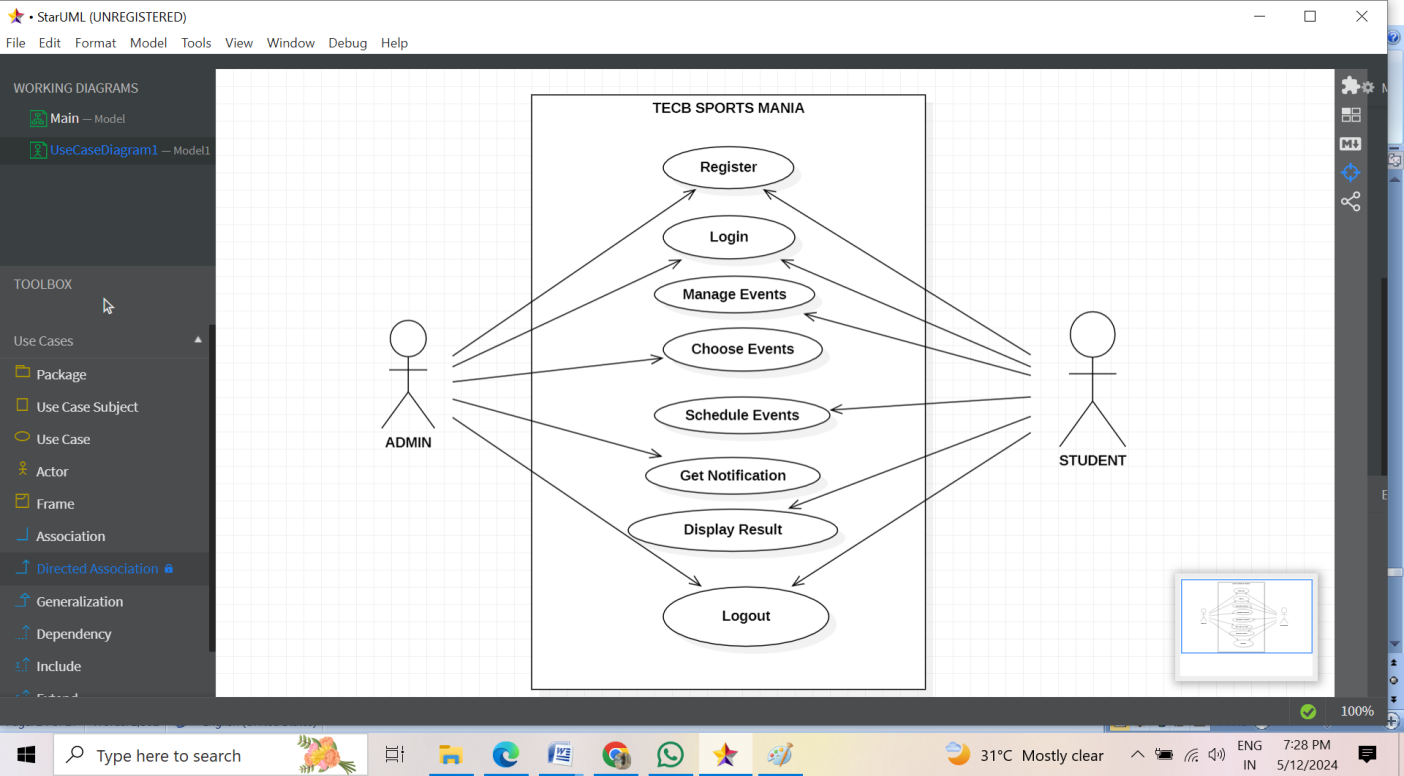 • StarUML (UNREGISTERED)
File Edit Format Model Tools View Window Debug Help
WORKING DIAGRAMS
Main — Model
UseCaseDiagram1 — Model1
TOOLBOX
Use Cases
Package
Use Case Subject
Use Case
Actor
Frame
Association
Directed Association
Generalization
Dependency
Include
Extend
TECB SPORTS MANIA
Register
Login
Manage Events
Choose Events
Schedule Events
Get Notification
Display Result
Logout
ADMIN
STUDENT
M
E
100%
Type here to search
31°C Mostly clear
ENG
IN
7:28 PM
5/12/2024